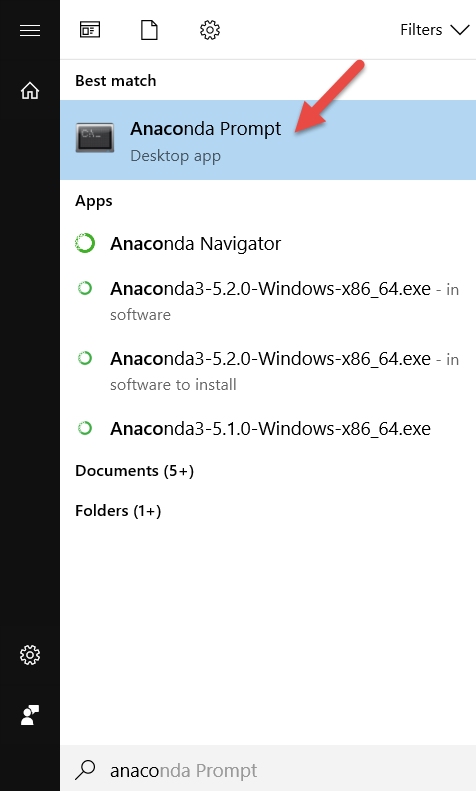 Filters
Best match
Anaconda Prompt
Desktop app
Apps
Anaconda Navigator
Anaconda3-5.2.0-Windows-x86_64.exe - in
software
Anaconda3-5.2.0-Windows-x86_64.exe - in
software to install
Anaconda3-5.1.0-Windows-x86_64.exe
Documents (5+)
Folders (1+)
anaconda Prompt